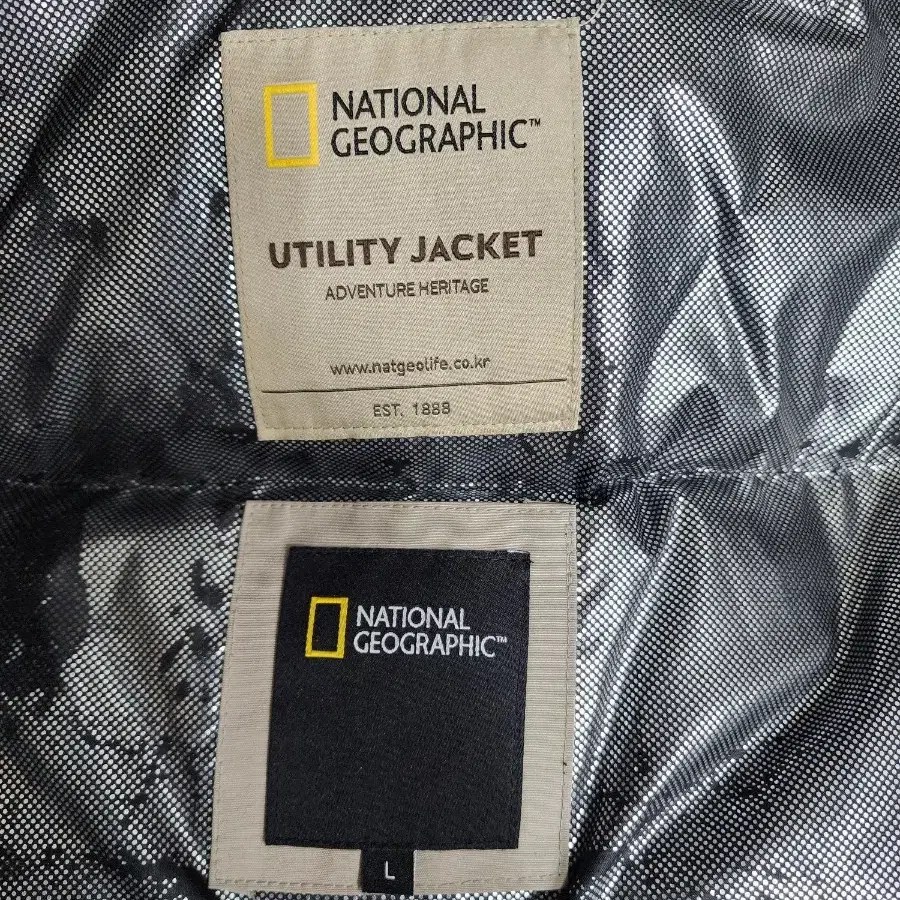 NATIONAL
GEOGRAPHIC™
UTILITY JACKET
ADVENTURE HERITAGE
www.natgeolife.co.kr
EST. 1888
NATIONAL
GEOGRAPHIC™
L